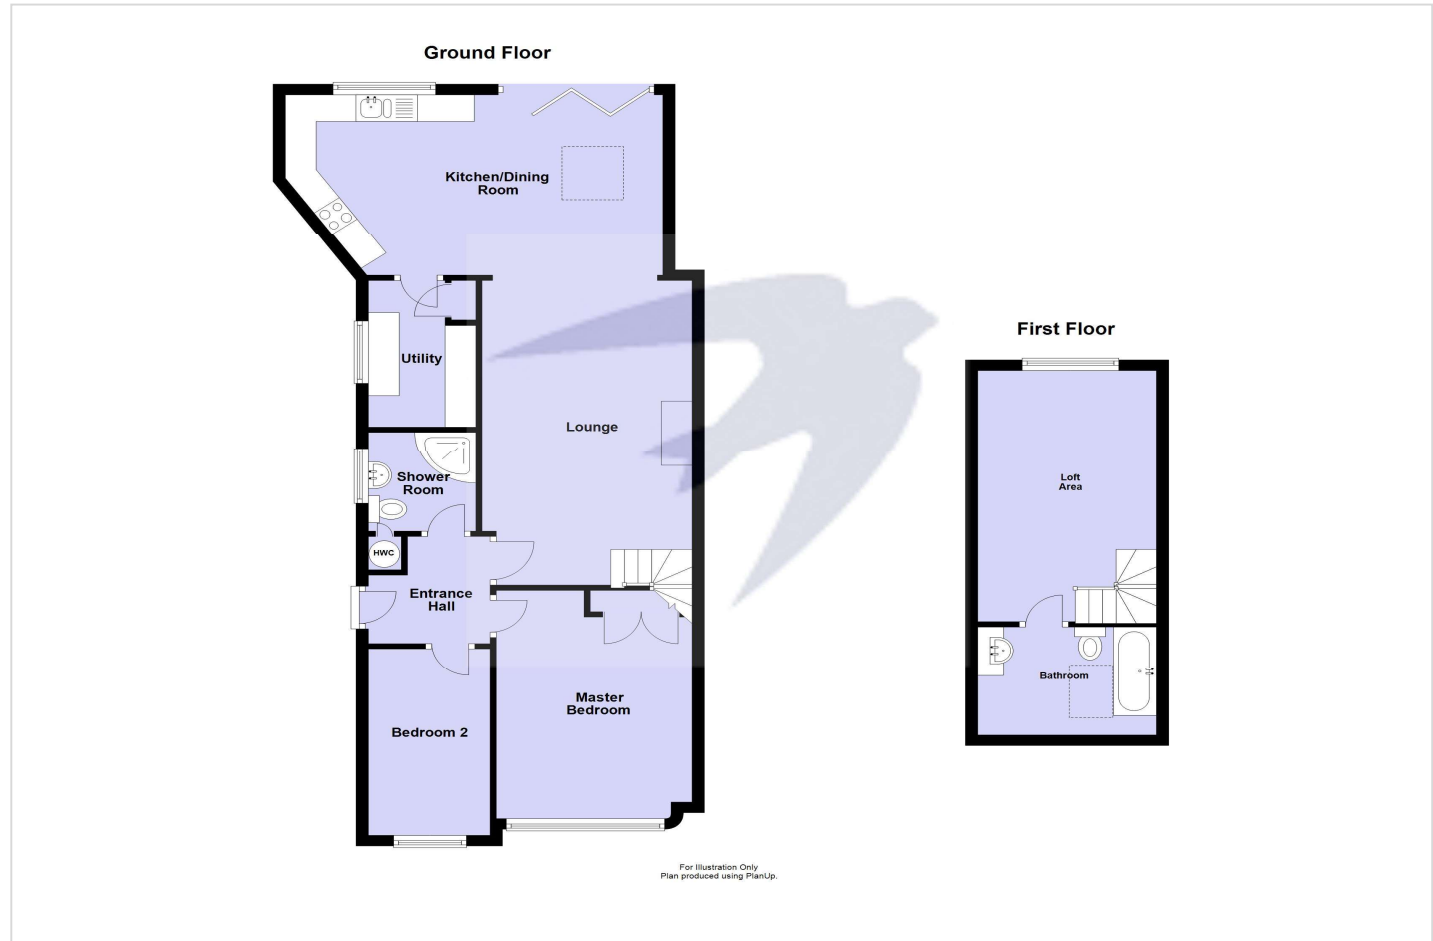 Ground Floor
Kitchen/Dining
Room
Utility
Lounge
Shower
Room
HWC
Entrance
Hall
Master
Bedroom
Bedroom 2
First Floor
Loft
Area
Bathroom
For Illustration Only
Plan produced using PlanUp.